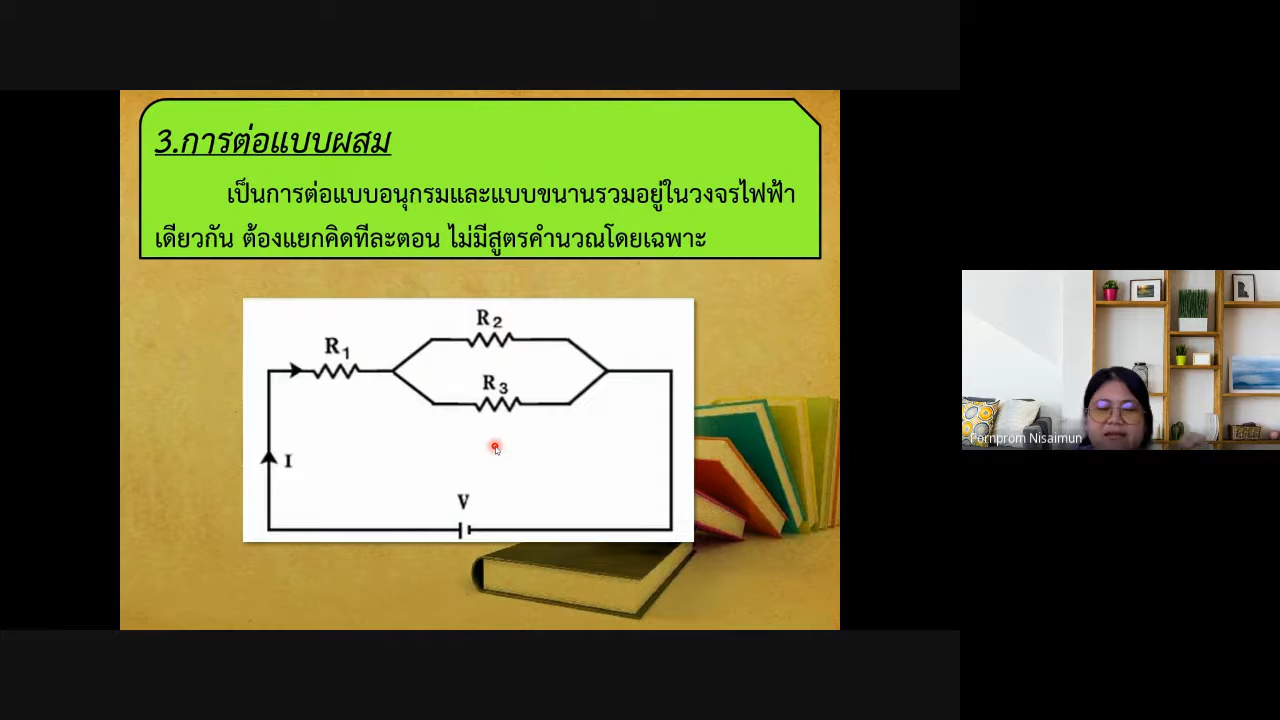 3.การต่อแบบผสม
เป็นการต่อแบบอนุกรมและแบบขนานรวมอยู่ในวงจรไฟฟ้า
เดียวกัน ต้องแยกคิดทีละตอน ไม่มีสูตรคำนวณโดยเฉพาะ
R2
R1
R3
I
V
Pornprom Nisaimun